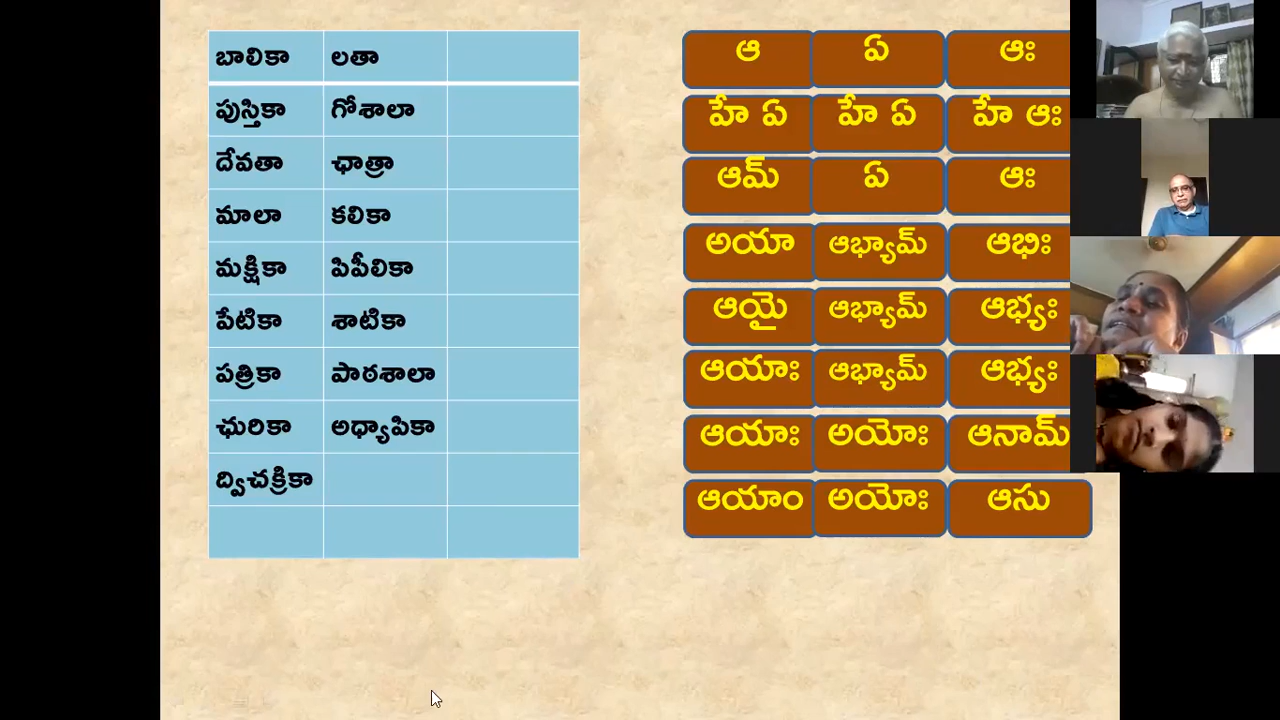 బాలికా లతా
పుస్తికా గోశాలా
దేవతా ఛాత్రా
మాలా కలికా
మక్షికా పిపీలికా
పేటికా శాటికా
పత్రికా పాఠశాలా
ఛురికా అధ్యాపికా
ద్విచక్రికా
ఆ ఏ ఆః
హే ఏ హే ఏ హే ఆః
ఆమ్ ఏ ఆః
అయా ఆభ్యామ్ ఆభిః
ఆయై ఆభ్యామ్ ఆభ్యః
ఆయాః ఆభ్యామ్ ఆభ్యః
ఆయాః అయోః ఆనామ్
ఆయాం అయోః ఆసు